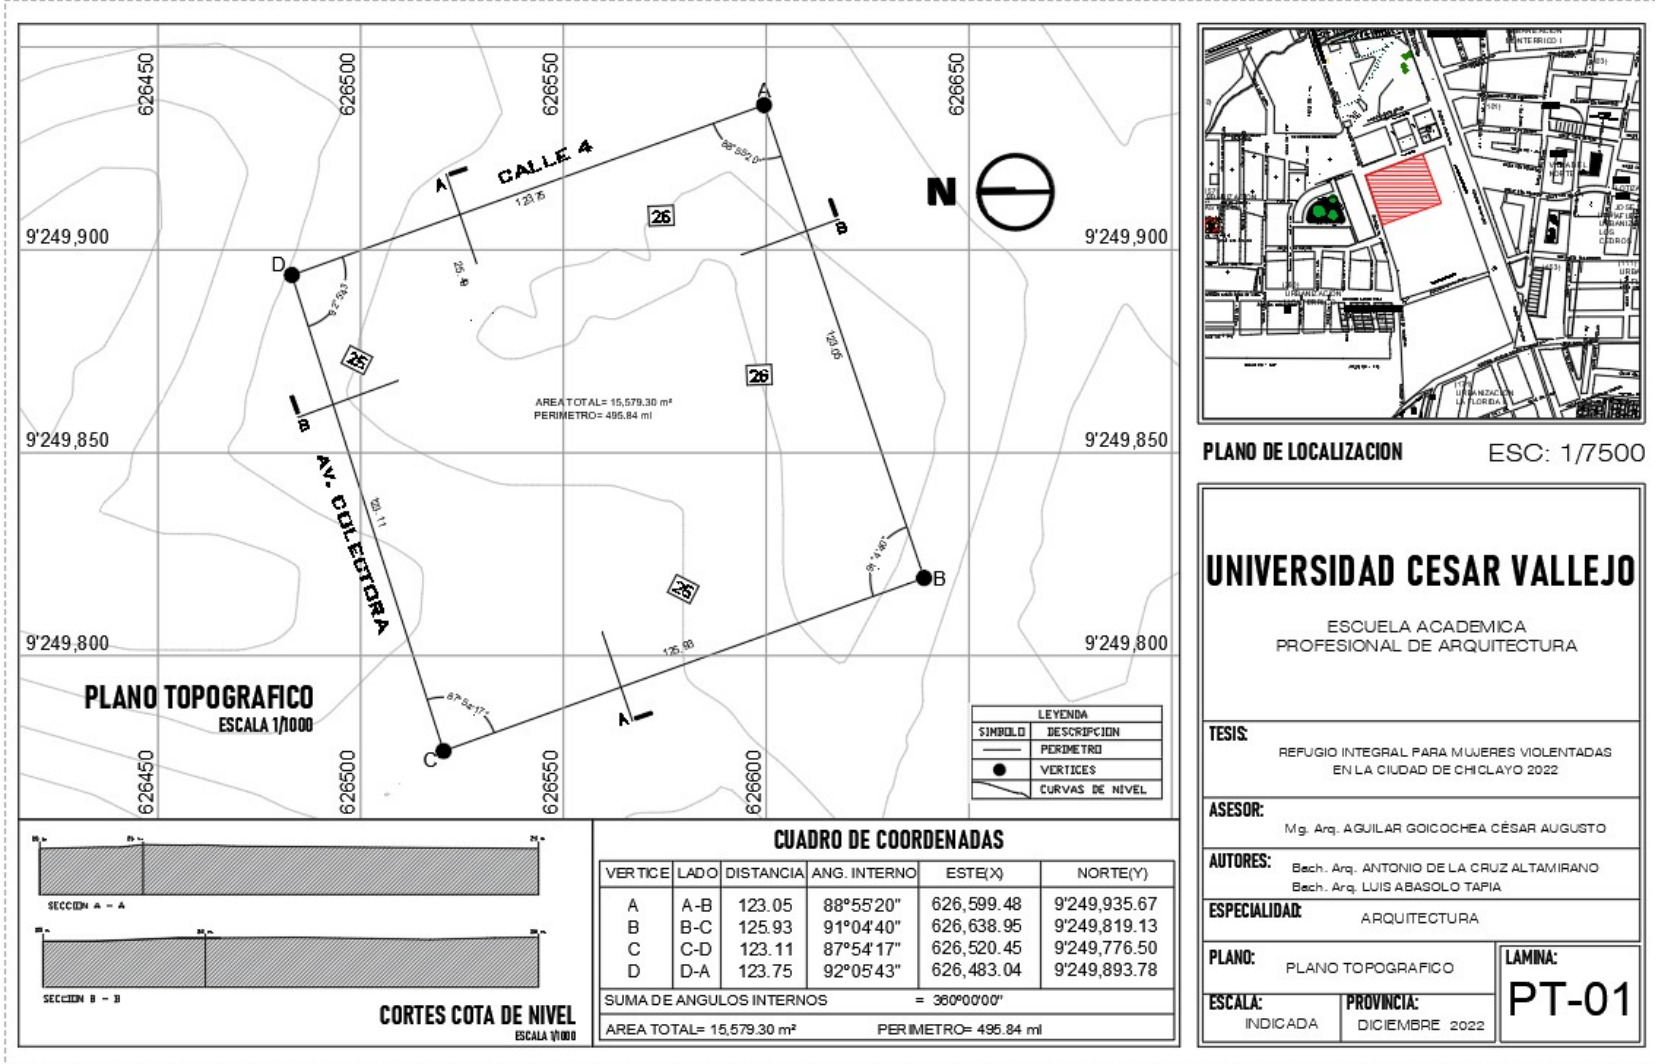 626450
626500
626550
626650
A
CALLE 4
88°55'20"
A
123.75
N
26
B
9'249,900
9'249,900
D
25.49
92°5'43"
123.05
25
26
AREA TOTAL= 15,579.30 m²
PERIMETRO= 495.84 ml
B
9'249,850
9'249,850
AV. COLECTORA
123.11
91°4'40"
B
25
9'249,800
9'249,800
125.93
PLANO TOPOGRAFICO
ESCALA 1/1000
87°54'17"
A
C
626450
626500
626550
626600
LEYENDA
SIMBOLO DESCRIPCION
PERIMETRO
VERTICES
CURVAS DE NIVEL
SECCION A - A
SECCION B - B
CORTES COTA DE NIVEL
ESCALA 1/1000
CUADRO DE COORDENADAS
VERTICE LADO DISTANCIA ANG. INTERNO ESTE(X) NORTE(Y)
A A-B 123.05 88°55'20" 626,599.48 9'249,935.67
B B-C 125.93 91°04'40" 626,638.95 9'249,819.13
C C-D 123.11 87°54'17" 626,520.45 9'249,776.50
D D-A 123.75 92°05'43" 626,483.04 9'249,893.78
SUMA DE ANGULOS INTERNOS = 360º00'00"
AREA TOTAL= 15,579.30 m² PERIMETRO= 495.84 ml
URBANIZACION
LA FLORIDA
PLANO DE LOCALIZACION ESC: 1/7500
UNIVERSIDAD CESAR VALLEJO
ESCUELA ACADEMICA
PROFESIONAL DE ARQUITECTURA
TESIS:
REFUGIO INTEGRAL PARA MUJERES VIOLENTADAS
EN LA CIUDAD DE CHICLAYO 2022
ASESOR:
Mg. Arq. AGUILAR GOICOCHEA CÉSAR AUGUSTO
AUTORES:
Bach. Arq. ANTONIO DE LA CRUZ ALTAMIRANO
Bach. Arq. LUIS ABASOLO TAPIA
ESPECIALIDAD:
ARQUITECTURA
PLANO:
PLANO TOPOGRAFICO
LAMINA:
PT-01
ESCALA:
INDICADA
PROVINCIA:
DICIEMBRE 2022